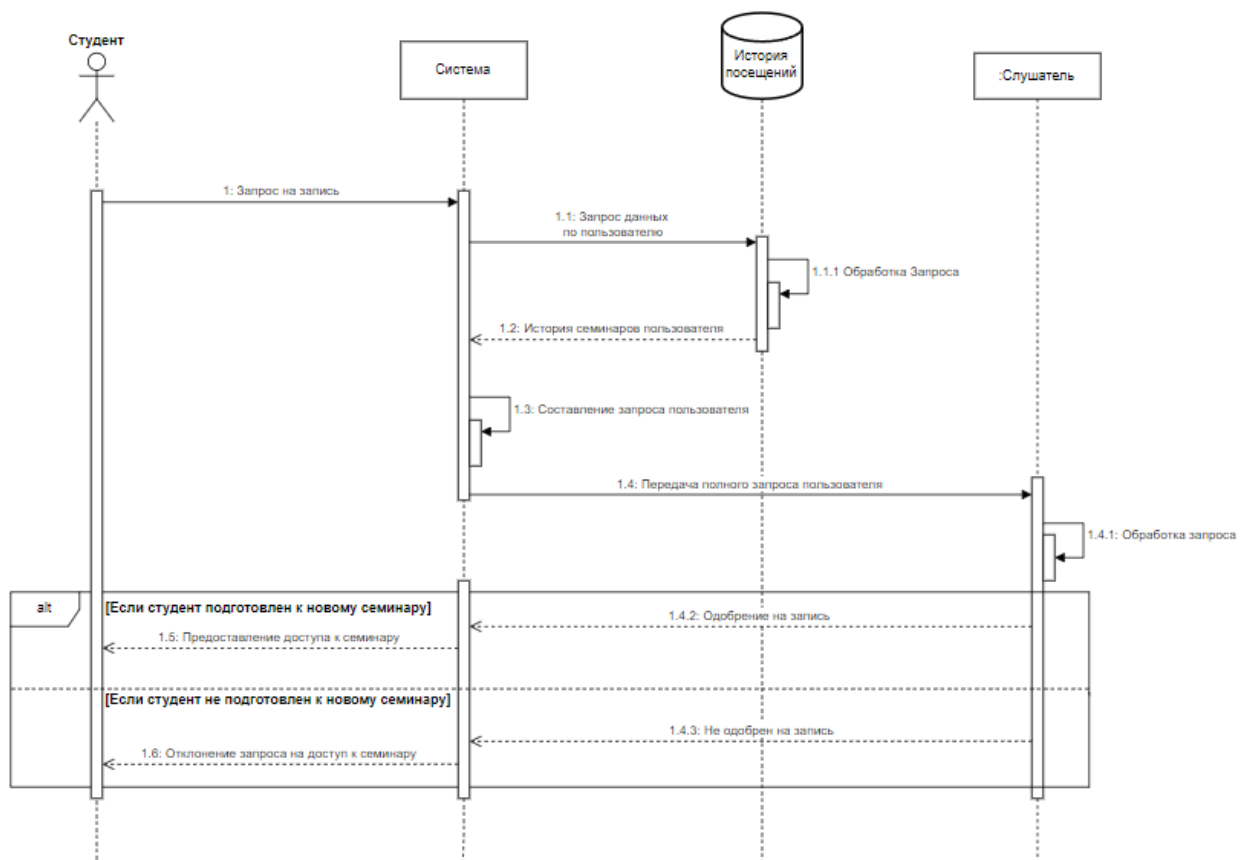 Студент
Система
История
посещений
:Слушатель
1: Запрос на запись
1.1: Запрос данных
по пользователю
1.1.1 Обработка Запроса
1.2: История семинаров пользователя
1.3: Составление запроса пользователя
1.4: Передача полного запроса пользователя
1.4.1: Обработка запроса
alt
[Если студент подготовлен к новому семинару]
1.4.2: Одобрение на запись
1.5: Предоставление доступа к семинару
[Если студент не подготовлен к новому семинару]
1.4.3: Не одобрен на запись
1.6: Отклонение запроса на доступ к семинару